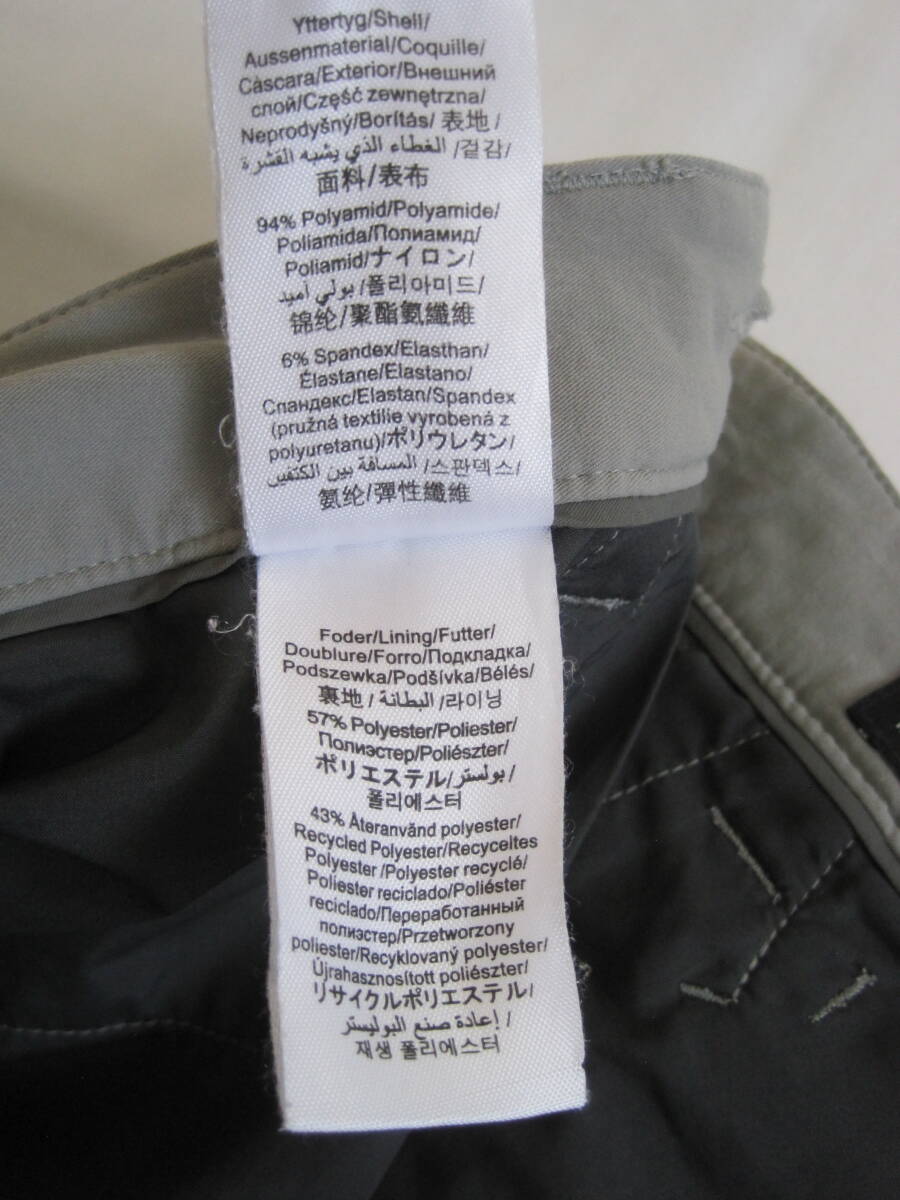 Yttertyg/Shell/
Aussenmaterial/Coquille/
Càscara/Exterior/Внешний
слой/Część zewnętrzna/
Neprodyšný/Borítás/ 表地/
الغطاء الذي يشبه القشرة /겉감/
面料/表布
94% Polyamid/Polyamide/
Poliamida/Полиамид/
Poliamid/ナイロン/
بولي أميد /폴리아미드/
锦纶/聚酯氨纖維
6% Spandex/Elasthan/
Élastane/Elastano/
Спандекс/Elastan/Spandex
(pružná textilie vyrobená z
polyuretanu)/ポリウレタン/
المسافة بين الكتفين /스판덱스/
氨纶/彈性纖維
Foder/Lining/Futter/
Doublure/Forro/Подкладка/
Podszewka/Podšívka/Bélés/
裏地/ البطانة /라이닝
57% Polyester/Poliester/
Полиэстер/Poliészter/
ポリエステル/بولستر/
폴리에스터
43% Återanvänd polyester/
Recycled Polyester/Recyceltes
Polyester /Polyester recyclé/
Poliester reciclado/Poliéster
reciclado/Переработанный
полиэстер/Przetworzony
poliester/Recyklovaný polyester/
Újrahasznosított poliészter/
リサイクルポリエステル/
إعادة صنع البوليستر /
재생 폴리에스터